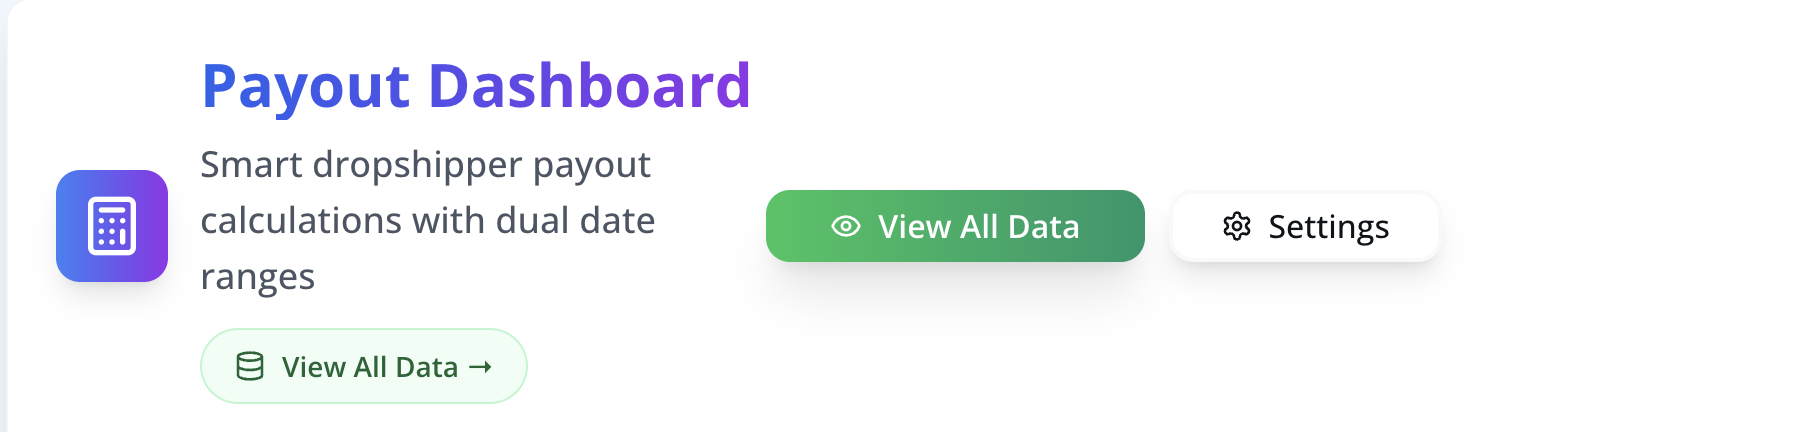 Payout Dashboard
Smart dropshipper payout
calculations with dual date
ranges
View All Data →
View All Data
Settings